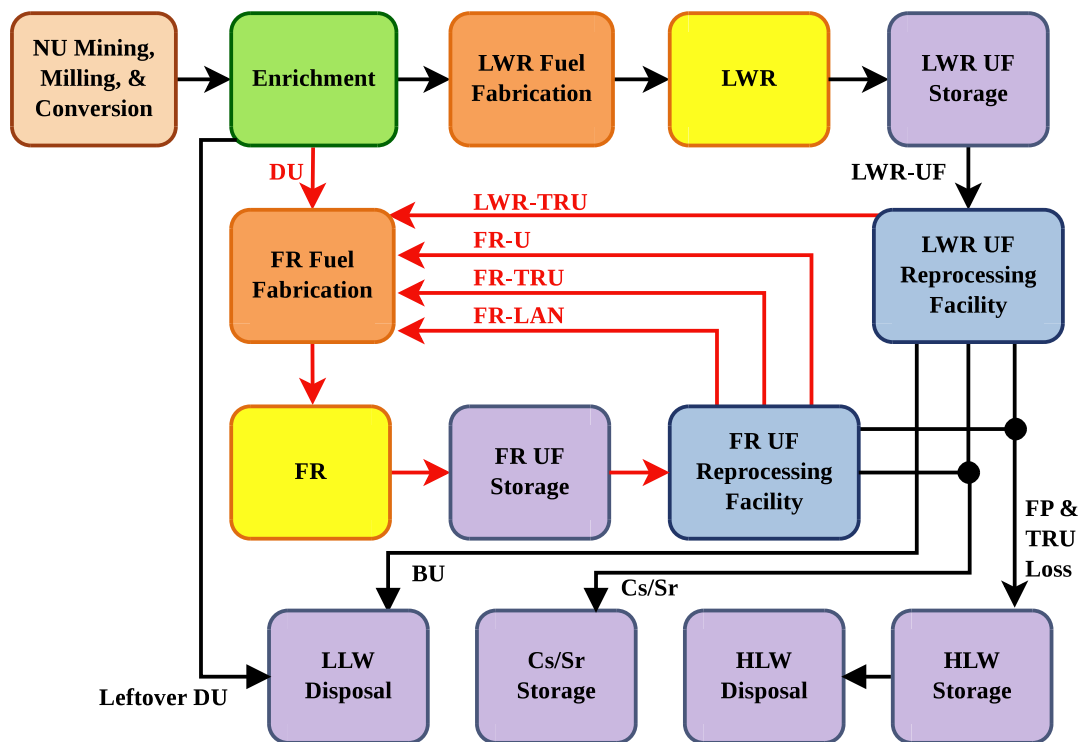 NU Mining,
Milling, &
Conversion
Enrichment
LWR Fuel
Fabrication
LWR
LWR UF
Storage
DU
LWR-UF
LWR-TRU
FR-U
FR-TRU
FR-LAN
FR Fuel
Fabrication
LWR UF
Reprocessing
Facility
FR
FR UF
Storage
FR UF
Reprocessing
Facility
FP &
TRU
Loss
BU
Cs/Sr
Leftover DU
LLW
Disposal
Cs/Sr
Storage
HLW
Disposal
HLW
Storage